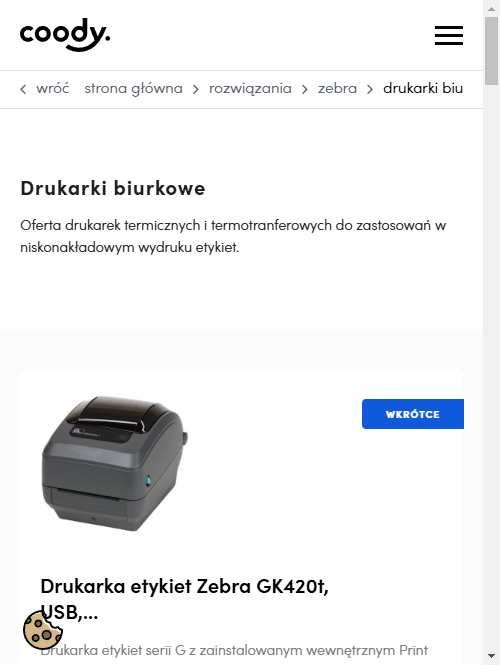 coody.
wróć strona główna rozwiązania zebra drukarki biu
Drukarki biurkowe
Oferta drukarek termicznych i termotranferowych do zastosowań w
niskonakładowym wydruku etykiet.
WKRÓTCE
Drukarka etykiet Zebra GK420t,
USB,...
Drukarka etykiet serii G z zainstalowanym wewnętrznym Print